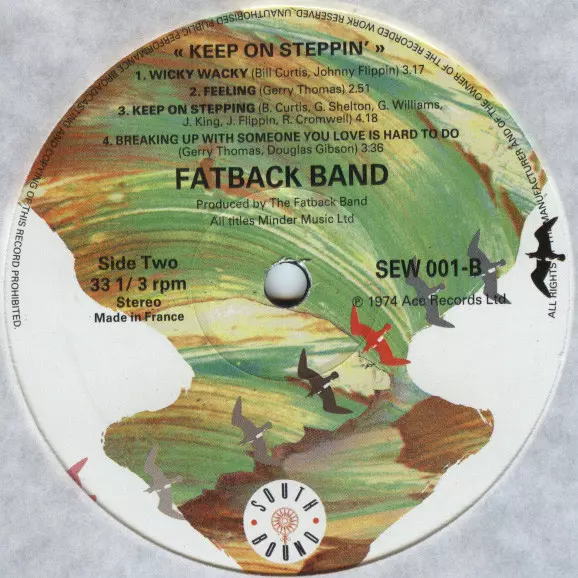 « KEEP ON STEPPIN' »
1. WICKY WACKY (Bill Curtis, Johnny Flippin) 3.17
2. FEELING (Gerry Thomas) 2.51
3. KEEP ON STEPPING (B. Curtis, G. Shelton, G. Williams,
J. King, J. Flippin, R. Cromwell) 4.18
4. BREAKING UP WITH SOMEONE YOU LOVE IS HARD TO DO
(Gerry Thomas, Douglas Gibson) 3:36
FATBACK BAND
Produced by The Fatback Band
All titles Minder Music Ltd
Side Two
33 1/3 rpm
Stereo
Made in France
SEW 001-B
℗ 1974 Ace Records Ltd
ALL RIGHTS OF THE MANUFACTURER AND OF THE OWNER OF THE RECORDED WORK RESERVED. UNAUTHORISED PUBLIC PERFORMANCE BROADCASTING AND COPYING OF THIS RECORD PROHIBITED.
SOUTH
BOUND